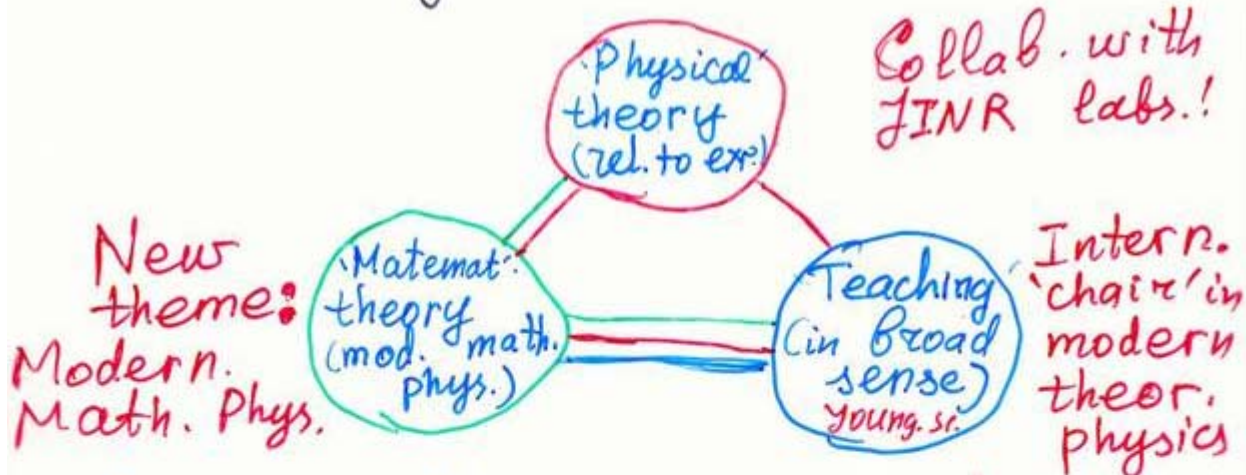 'Physical'
theory
(rel. to exp.)
Collab. with
JINR labs.!
New
theme:
Modern.
Math. Phys.
'Matemat'.
theory
(mod. math.
phys.)
Teaching
(in broad
sense)
young. sc.
Intern.
'chair' in
modern
theor.
physics